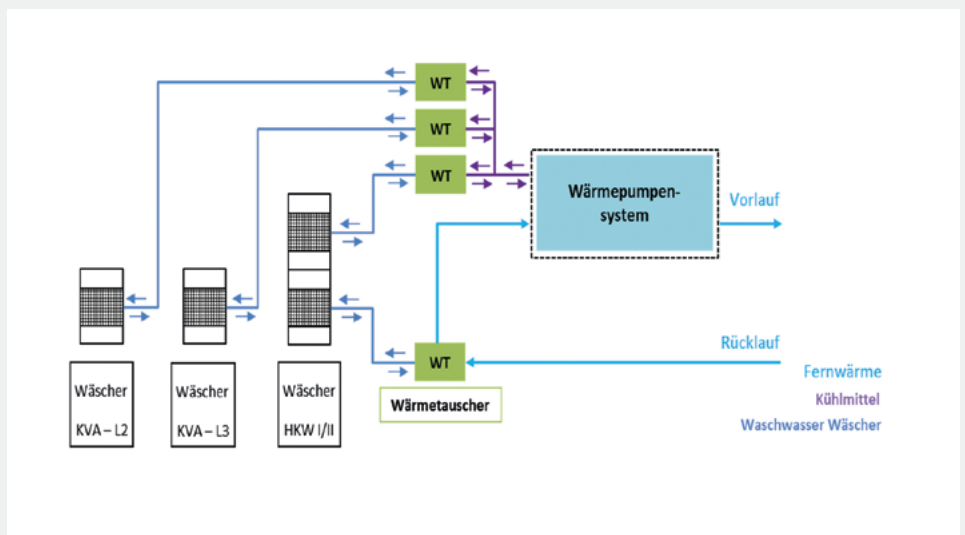 WT
WT
WT
Wärmepumpen-
system
Vorlauf
Rücklauf
WT
Fernwärme
Kühlmittel
Waschwasser Wäscher
Wärmetauscher
Wäscher
KVA – L2
Wäscher
KVA – L3
Wäscher
HKW I/II